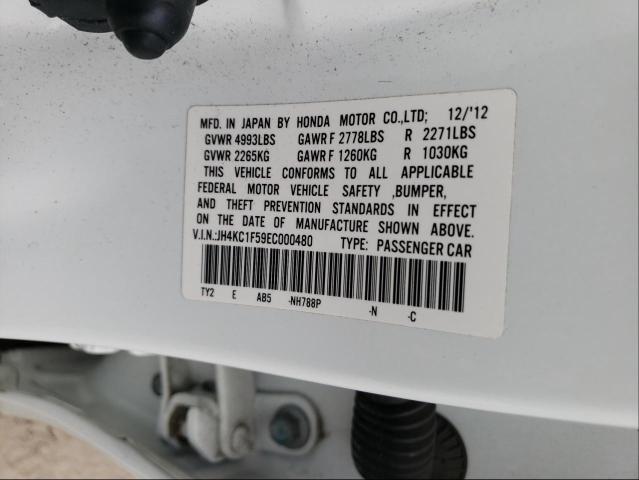 MFD. IN JAPAN BY HONDA MOTOR CO.,LTD; 12/'12
GVWR 4993LBS GAWR F 2778LBS R 2271LBS
GVWR 2265KG GAWR F 1260KG R 1030KG
THIS VEHICLE CONFORMS TO ALL APPLICABLE
FEDERAL MOTOR VEHICLE SAFETY ,BUMPER,
AND THEFT PREVENTION STANDARDS IN EFFECT
ON THE DATE OF MANUFACTURE SHOWN ABOVE.
V.I.N.:JH4KC1F59EC000480 TYPE: PASSENGER CAR
TY2 E AB5 -NH788P -N -C